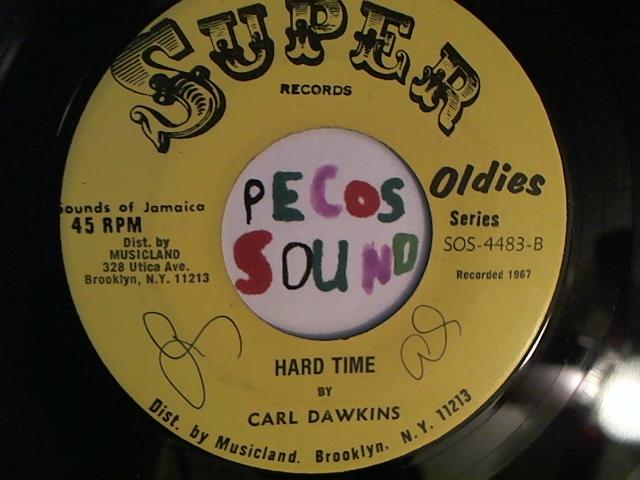 SUPER
RECORDS
Oldies
Series
SOS-4483-B
Recorded 1967
Sounds of Jamaica
45 RPM
Dist. by
MUSICLAND
328 Utica Ave.
Brooklyn, N.Y. 11213
PECOS
SOUND
HARD TIME
BY
CARL DAWKINS
Dist. by Musicland. Brooklyn. N.Y. 11213